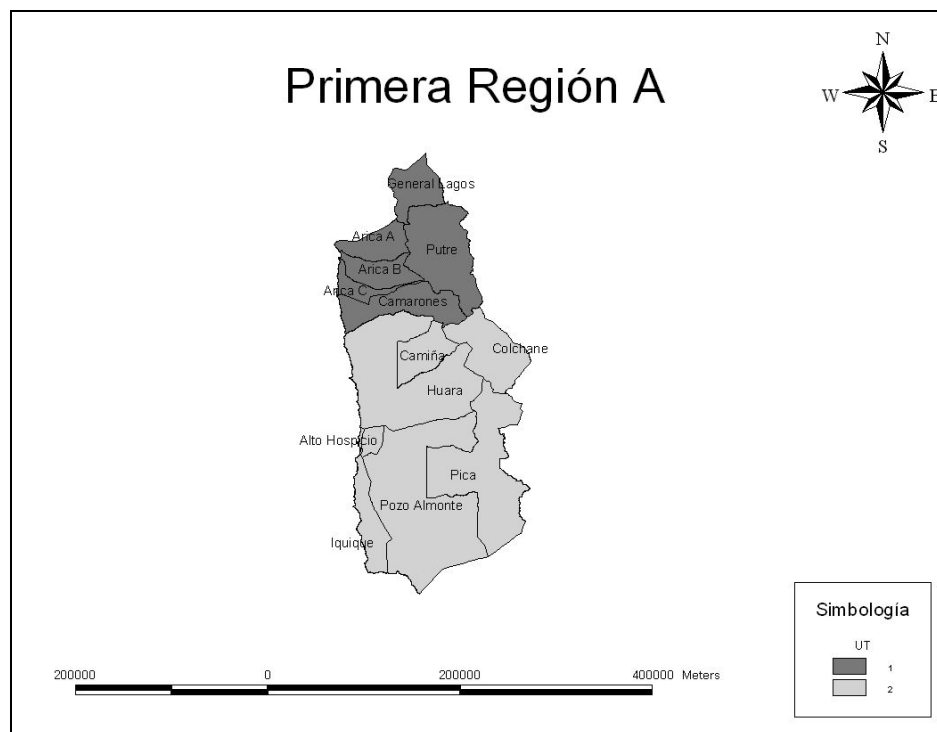 Primera Región A
N
W E
S
General Lagos
Arica A
Putre
Arica B
Arica C
Camarones
Camiña
Colchane
Huara
Alto Hospicio
Pica
Pozo Almonte
Iquique
Simbología
UT
1
2
200000 0 200000 400000 Meters